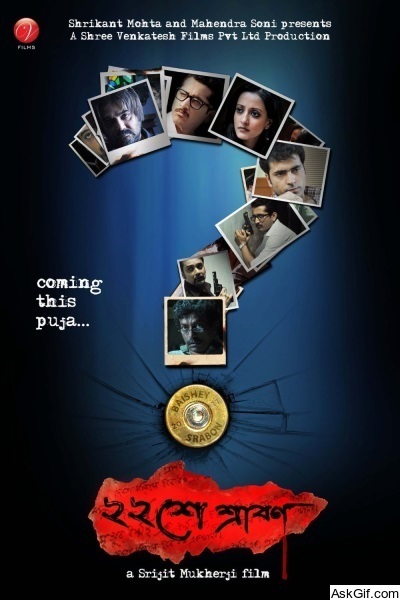 Shrikant Mohta and Mahendra Soni presents
A Shree Venkatesh Films Pvt Ltd Production
FILMS
coming
this
puja...
BAISHEY
SRABON
২২শে শ্রাবণ
a Srijit Mukherji film
AskGif.com